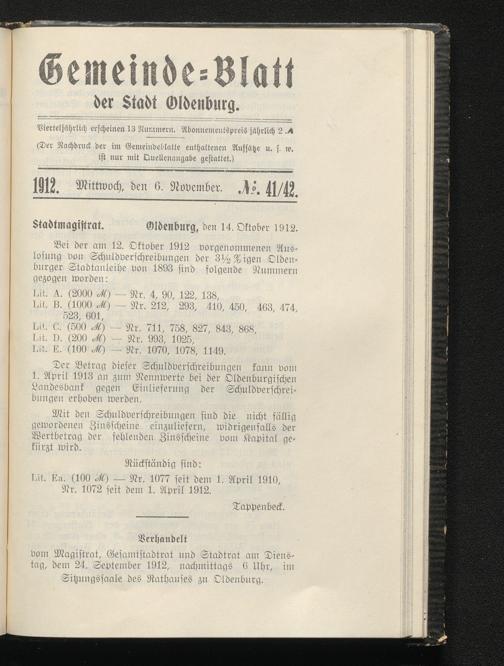 Gemeinde=Blatt
der Stadt Oldenburg.
Vierteljährlich erscheinen 13 Nummern. Abonnementspreis jährlich 2 ℳ
(Der Nachdruck der im Gemeindeblatte enthaltenen Aufsätze u. s. w.
ist nur mit Quellenangabe gestattet.)
1912. Mittwoch, den 6. November. No. 41/42.
Stadtmagistrat. Oldenburg, den 14. Oktober 1912.
Bei der am 12. Oktober 1912 vorgenommenen Aus-
losung von Schuldverschreibungen der 3½ %igen Olden-
burger Stadtanleihe von 1893 sind folgende Nummern
gezogen worden:
Lit. A. (2000 ℳ) — Nr. 4, 90, 122, 138,
Lit. B. (1000 ℳ) — Nr. 212, 293, 410, 450, 463, 474,
523, 601,
Lit. C. (500 ℳ) — Nr. 711, 758, 827, 843, 868,
Lit. D. (200 ℳ) — Nr. 993, 1025,
Lit. E. (100 ℳ) — Nr. 1070, 1078, 1149.
Der Betrag dieser Schuldverschreibungen kann vom
1. April 1913 an zum Nennwerte bei der Oldenburgischen
Landesbank gegen Einlieferung der Schuldverschrei-
bungen erhoben werden.
Mit den Schuldverschreibungen sind die nicht fällig
gewordenen Zinsscheine einzuliefern, widrigenfalls der
Wertbetrag der fehlenden Zinsscheine vom Kapital ge-
kürzt wird.
Rückständig sind:
Lit. Ea. (100 ℳ) — Nr. 1077 seit dem 1. April 1910,
Nr. 1072 seit dem 1. April 1912.
Tappenbeck.
Verhandelt
vom Magistrat, Gesamtstadtrat und Stadtrat am Diens-
tag, dem 24. September 1912, nachmittags 6 Uhr, im
Sitzungssaale des Rathauses zu Oldenburg.